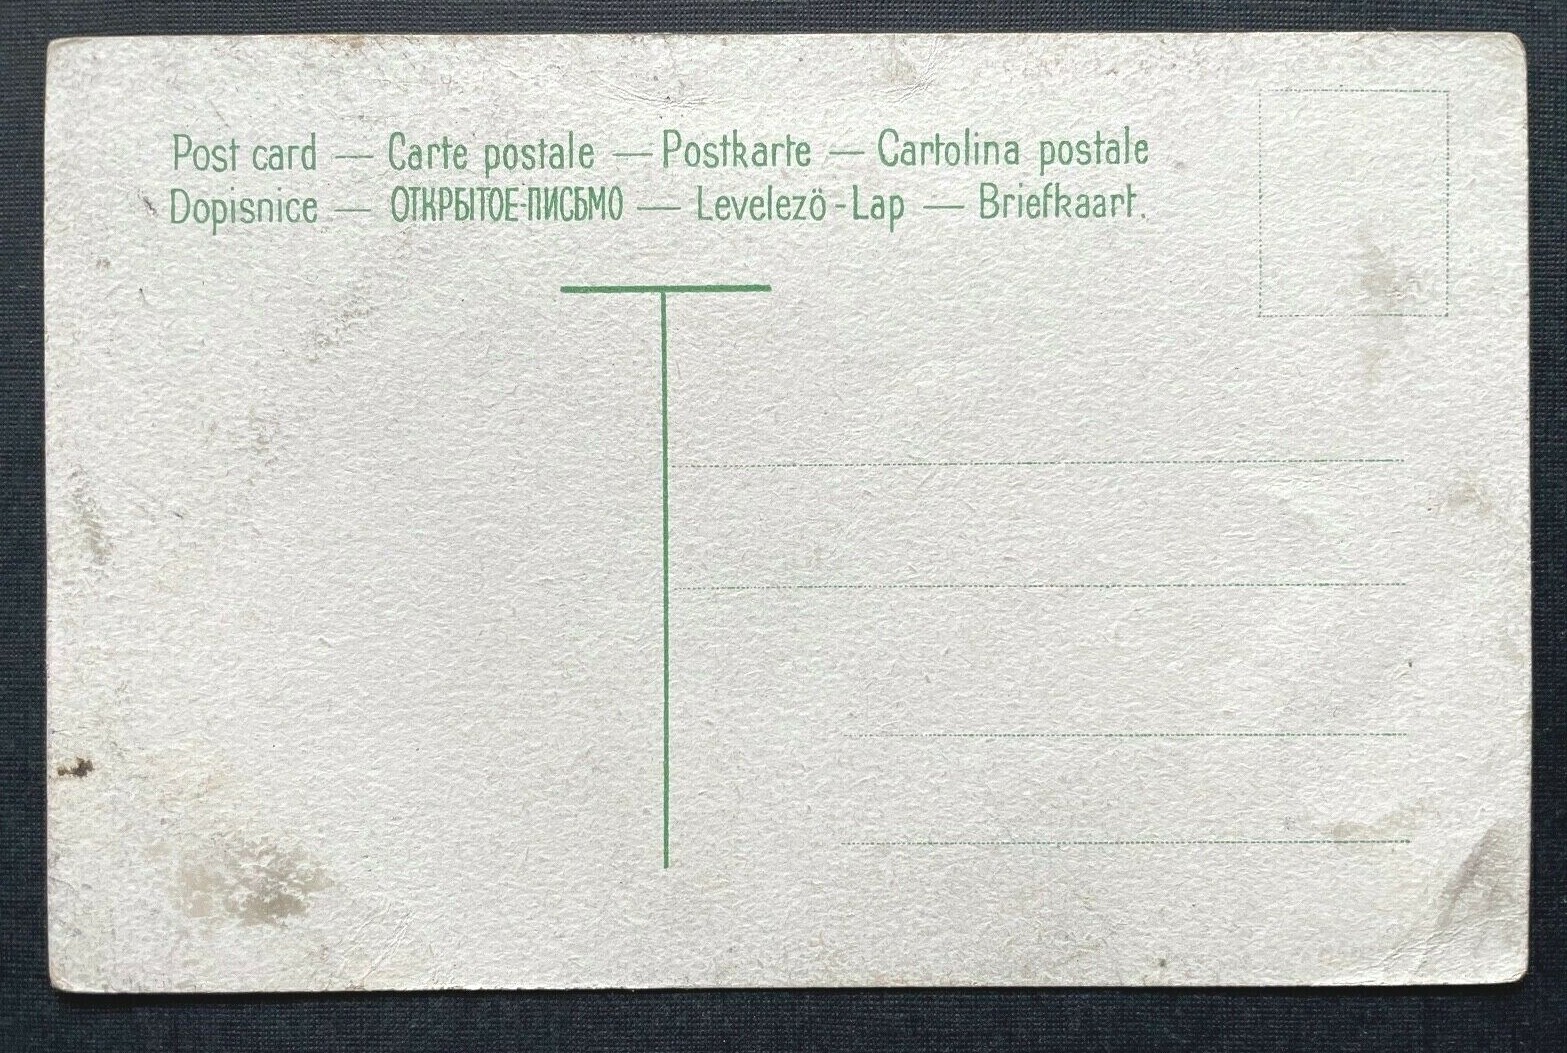 Post card — Carte postale — Postkarte — Cartolina postale
Dopisnice — ОТКРЫТОЕ-ПИСЬМО — Levelezö-Lap — Briefkaart.